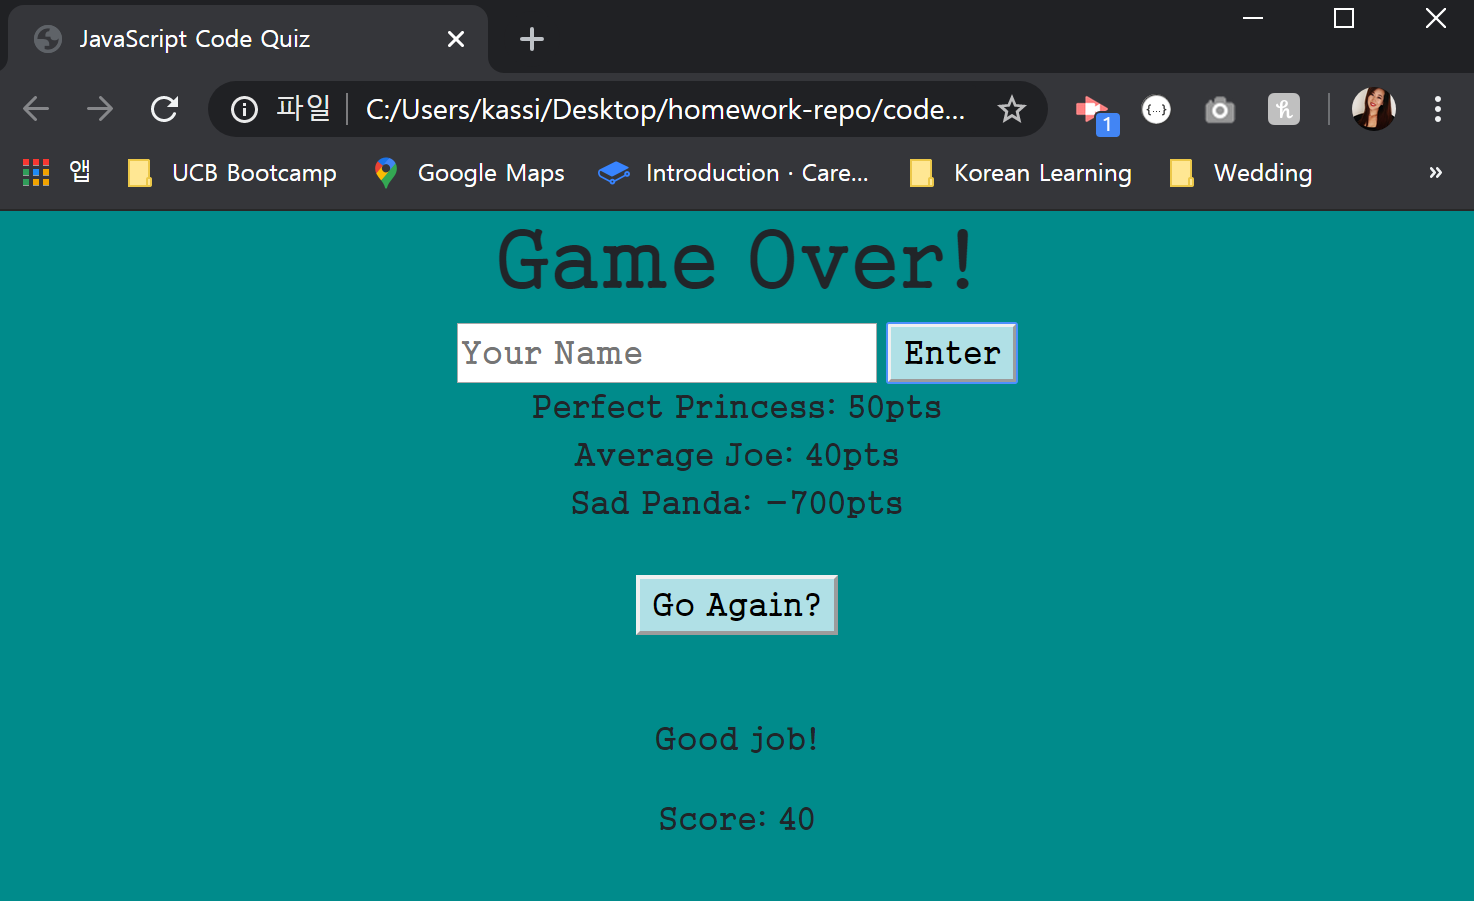 JavaScript Code Quiz
파일 C:/Users/kassi/Desktop/homework-repo/code...
{...}
1
h
앱 UCB Bootcamp Google Maps Introduction · Care... Korean Learning Wedding »
Game Over!
Your Name Enter
Perfect Princess: 50pts
Average Joe: 40pts
Sad Panda: -700pts
Go Again?
Good job!
Score: 40